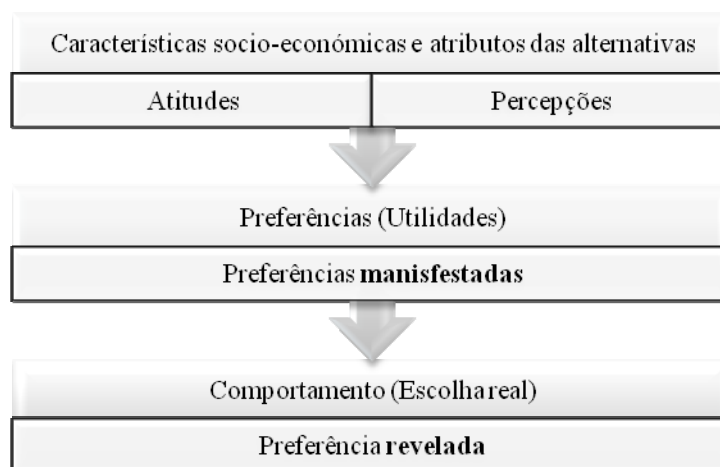 Características socio-económicas e atributos das alternativas
Atitudes
Percepções
Preferências (Utilidades)
Preferências manisfestadas
Comportamento (Escolha real)
Preferência revelada